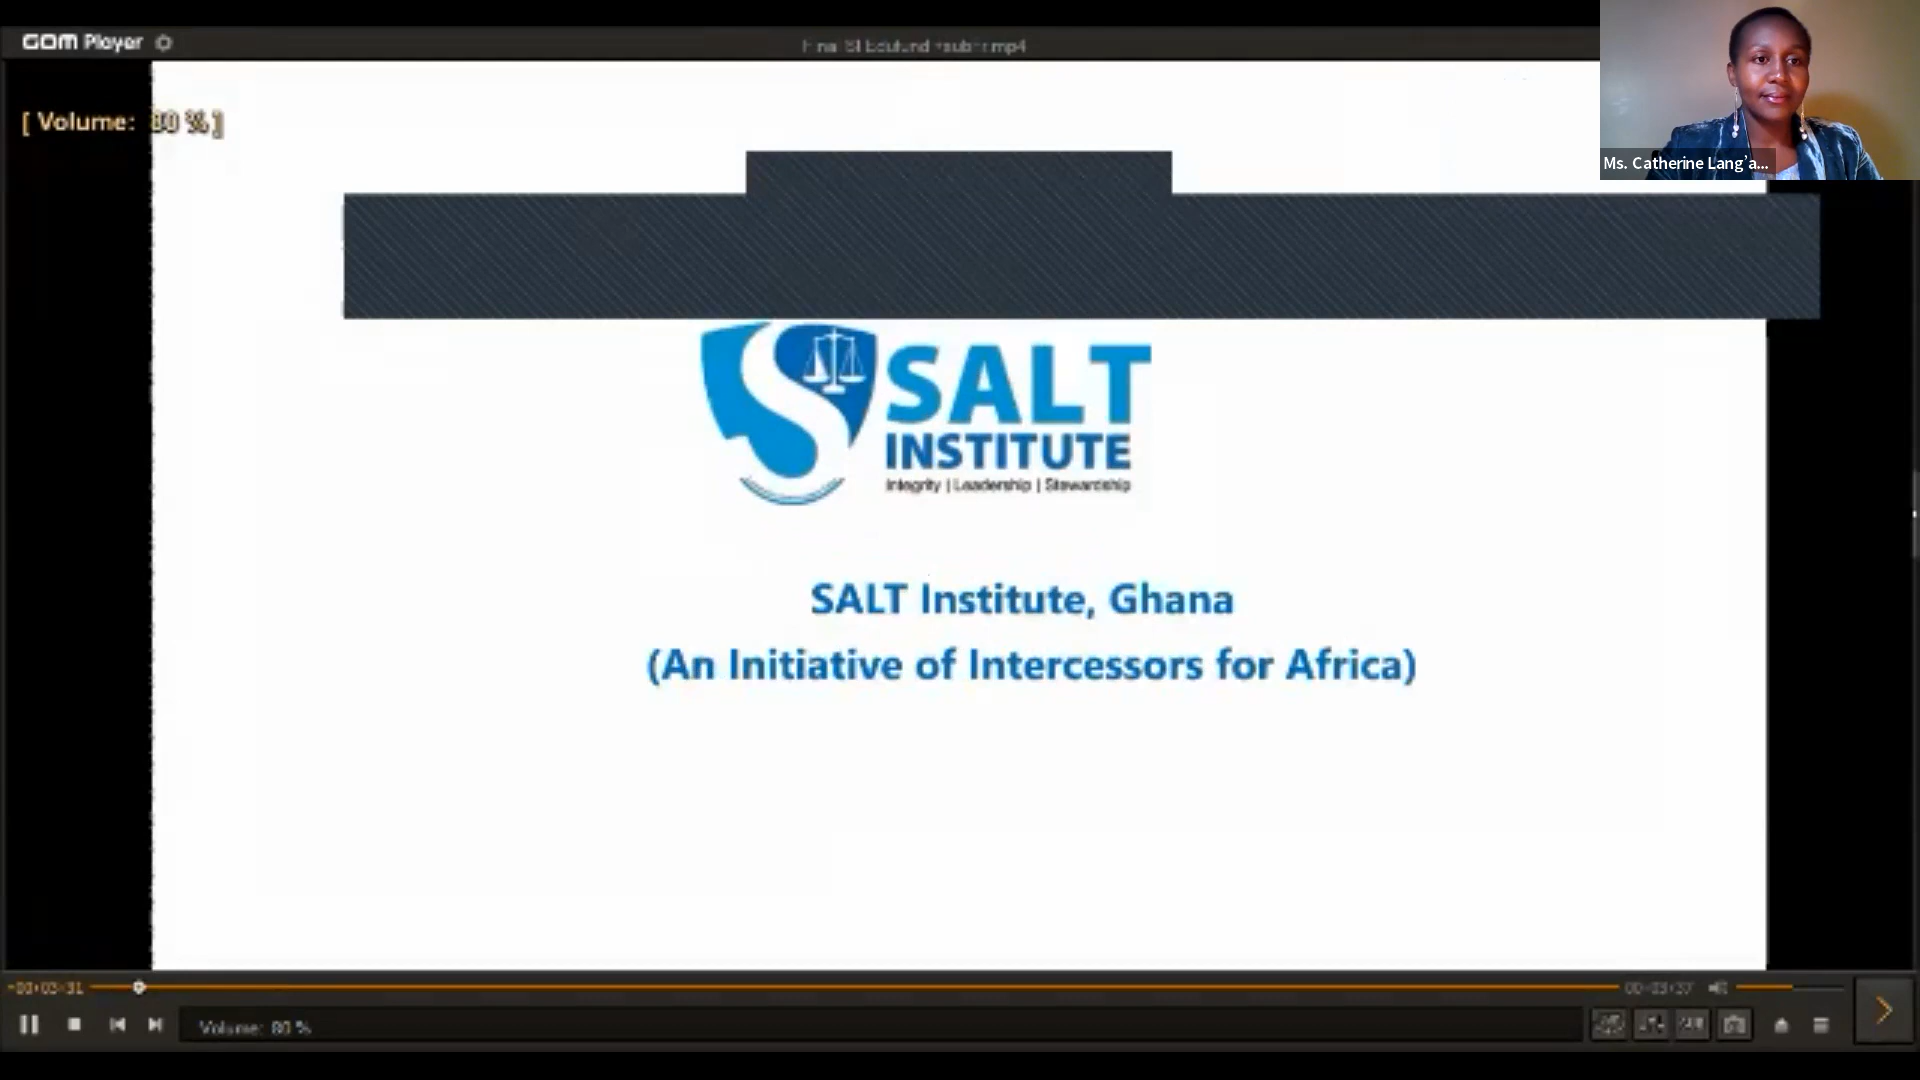 GOM Player
[ Volume: 80 % ]
Ms. Catherine Lang'a...
SALT
INSTITUTE
Integrity | Leadership | Stewardship
SALT Institute, Ghana
(An Initiative of Intercessors for Africa)
Volume: 80 %